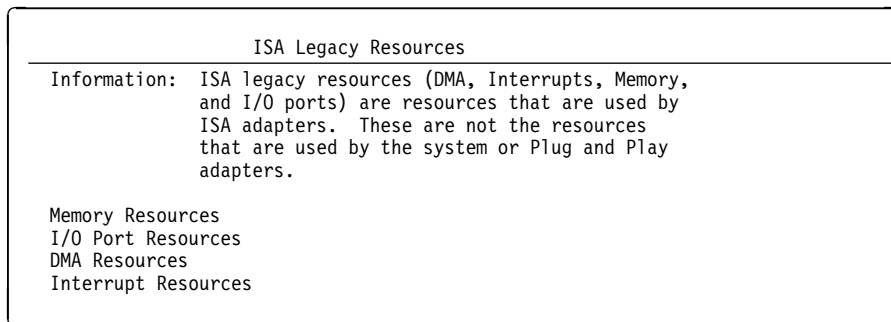 ISA Legacy Resources
Information: ISA legacy resources (DMA, Interrupts, Memory,
and I/O ports) are resources that are used by
ISA adapters. These are not the resources
that are used by the system or Plug and Play
adapters.
Memory Resources
I/O Port Resources
DMA Resources
Interrupt Resources